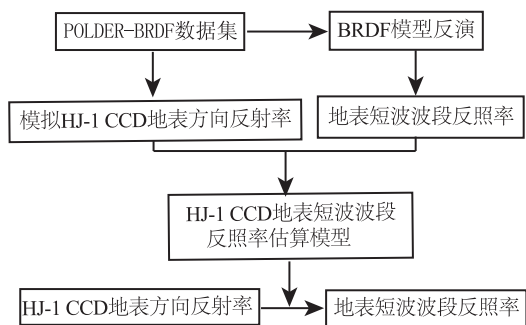 POLDER-BRDF数据集
BRDF模型反演
模拟HJ-1 CCD地表方向反射率
地表短波波段反照率
HJ-1 CCD地表短波波段
反照率估算模型
HJ-1 CCD地表方向反射率
地表短波波段反照率